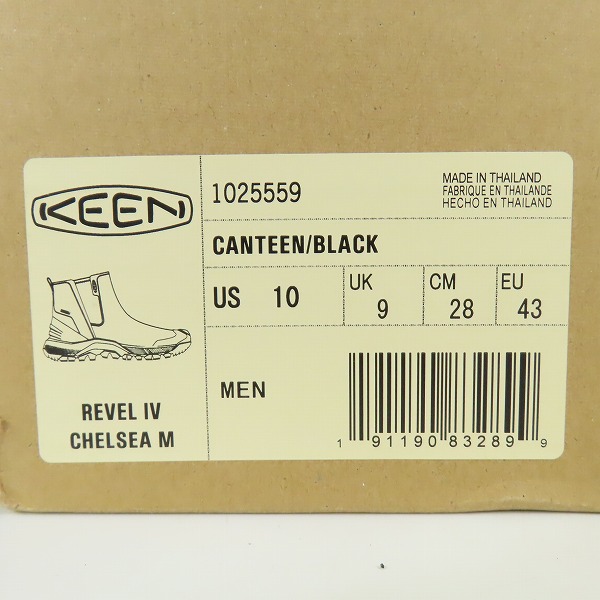 KEEN
1025559
MADE IN THAILAND
FABRIQUE EN THAILANDE
HECHO EN THAILAND
CANTEEN/BLACK
US 10
UK 9
CM 28
EU 43
MEN
REVEL IV
CHELSEA M
1 91190 83289 9